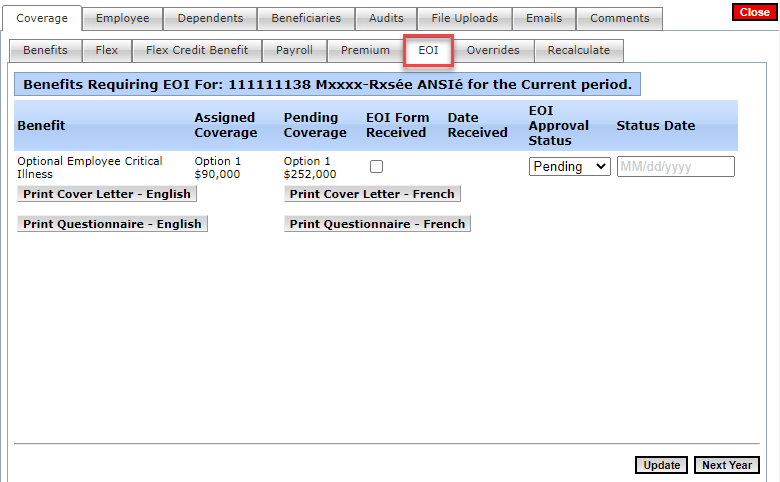 Close
Coverage Employee Dependents Beneficiaries Audits File Uploads Emails Comments
Benefits Flex Flex Credit Benefit Payroll Premium EOI Overrides Recalculate
Benefits Requiring EOI For: 111111138 Mxxxx-Rxsée ANSIé for the Current period.
Benefit
Assigned
Coverage
Pending
Coverage
EOI Form
Received
Date
Received
EOI
Approval
Status
Status Date
Optional Employee Critical
Illness
Option 1
$90,000
Option 1
$252,000
Pending
MM/dd/yyyy
Print Cover Letter - English
Print Cover Letter - French
Print Questionnaire - English
Print Questionnaire - French
Update
Next Year